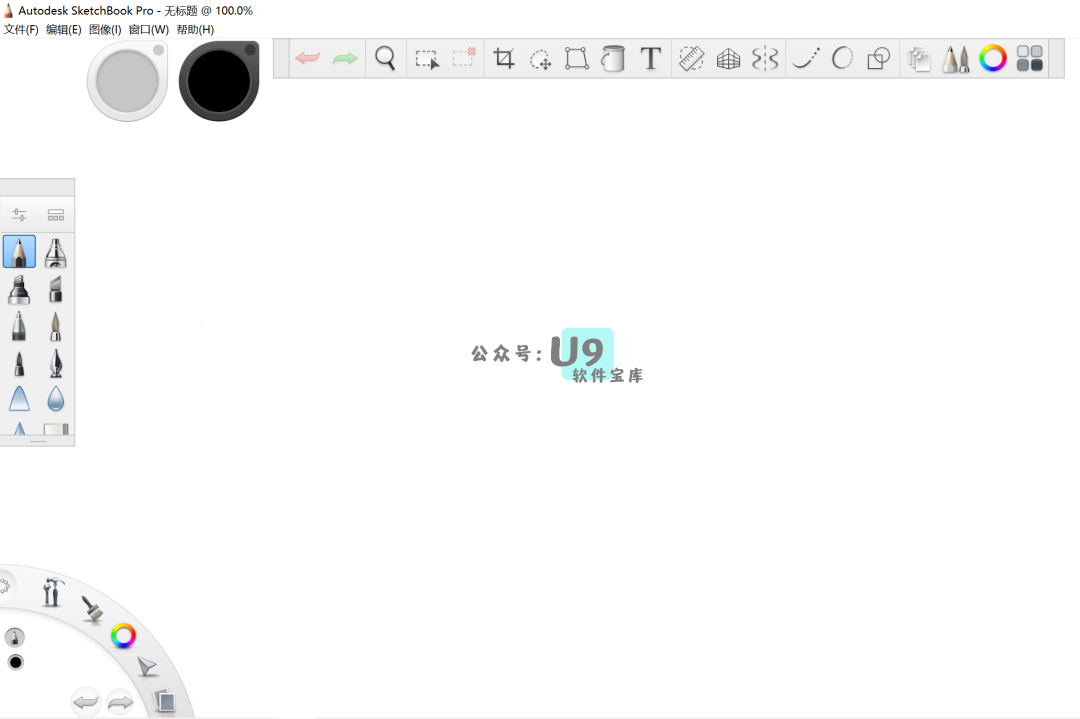 Autodesk SketchBook Pro - 无标题 @ 100.0%
文件(F) 编辑(E) 图像(I) 窗口(W) 帮助(H)
T
公众号: U9
软件宝库